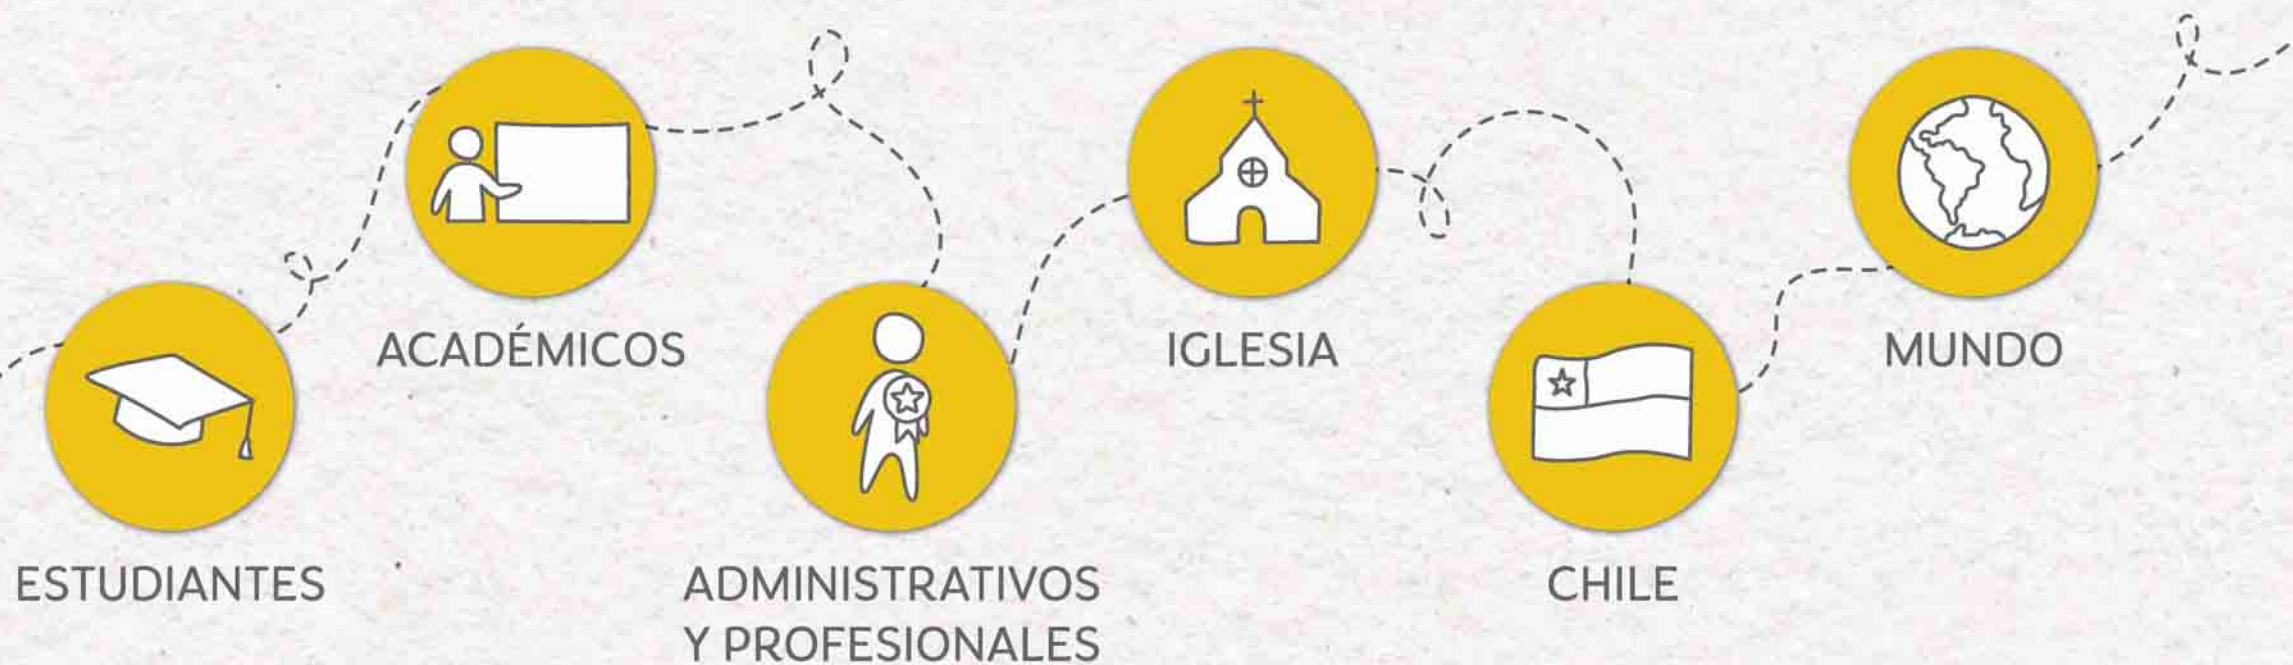 ESTUDIANTES
ACADÉMICOS
ADMINISTRATIVOS
Y PROFESIONALES
IGLESIA
CHILE
MUNDO